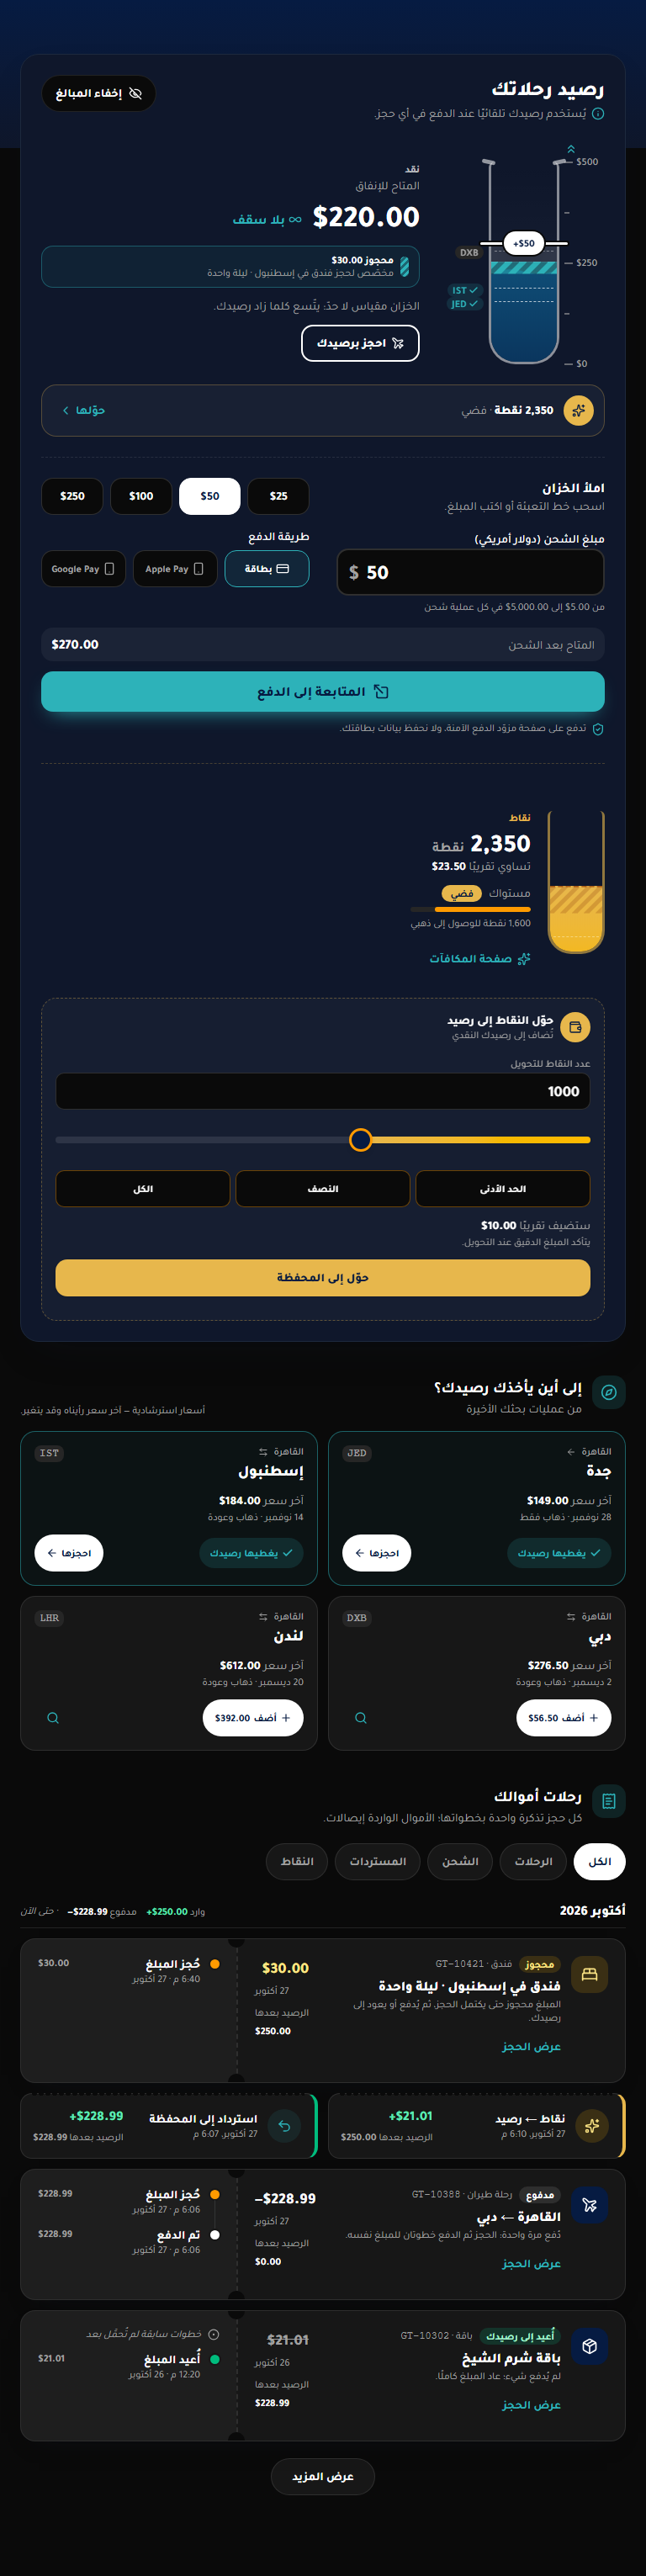 رصيد رحلاتك
إخفاء المبالغ
يُستخدم رصيدك تلقائيًا عند الدفع في أي حجز.
$500
$250
$0
+$50
DXB
IST
JED
نقد
المتاح للإنفاق
$220.00
بلا سقف
محجوز $30.00
مخصّص لحجز فندق في إسطنبول · ليلة واحدة
الخزان مقياس لا حدّ: يتّسع كلما زاد رصيدك.
احجز برصيدك
2,350 نقطة · فضي
حوّلها
املأ الخزان
اسحب خط التعبئة أو اكتب المبلغ.
$25
$50
$100
$250
مبلغ الشحن (دولار أمريكي)
$ 50
من $5.00 إلى $5,000.00 في كل عملية شحن
طريقة الدفع
بطاقة
Apple Pay
Google Pay
المتاح بعد الشحن
$270.00
المتابعة إلى الدفع
تدفع على صفحة مزوّد الدفع الآمنة، ولا نحفظ بيانات بطاقتك.
نقاط
2,350 نقطة
تساوي تقريبًا $23.50
مستواك فضي
1,600 نقطة للوصول إلى ذهبي
صفحة المكافآت
حوّل النقاط إلى رصيد
تُضاف إلى رصيدك النقدي
عدد النقاط للتحويل
1000
الحد الأدنى
النصف
الكل
ستضيف تقريبًا $10.00
يتأكد المبلغ الدقيق عند التحويل.
حوّل إلى المحفظة
إلى أين يأخذك رصيدك؟
من عمليات بحثك الأخيرة
أسعار استرشادية — آخر سعر رأيناه وقد يتغير.
القاهرة
JED
جدة
آخر سعر $149.00
28 نوفمبر · ذهاب فقط
يغطيها رصيدك
احجزها
القاهرة
IST
إسطنبول
آخر سعر $184.00
14 نوفمبر · ذهاب وعودة
يغطيها رصيدك
احجزها
القاهرة
DXB
دبي
آخر سعر $276.50
2 ديسمبر · ذهاب وعودة
+ أضف $56.50
القاهرة
LHR
لندن
آخر سعر $612.00
20 ديسمبر · ذهاب وعودة
+ أضف $392.00
رحلات أموالك
كل حجز تذكرة واحدة بخطواتها؛ الأموال الواردة إيصالات.
الكل
الرحلات
الشحن
المستردات
النقاط
أكتوبر 2026
وارد +$250.00 مدفوع −$228.99 · حتى الآن
محجوز فندق · GT-10421
فندق في إسطنبول · ليلة واحدة
المبلغ محجوز حتى يكتمل الحجز، ثم يُدفع أو يعود إلى
رصيدك.
عرض الحجز
$30.00
27 أكتوبر
الرصيد بعدها
$250.00
حُجز المبلغ
$30.00
6:40 م · 27 أكتوبر
نقاط ← رصيد
27 أكتوبر، 6:10 م
+$21.01
الرصيد بعدها $250.00
استرداد إلى المحفظة
27 أكتوبر، 6:07 م
+$228.99
الرصيد بعدها $228.99
مدفوع رحلة طيران · GT-10388
القاهرة ← دبي
دُفع مرة واحدة: الحجز ثم الدفع خطوتان للمبلغ نفسه.
عرض الحجز
−$228.99
27 أكتوبر
الرصيد بعدها
$0.00
حُجز المبلغ
$228.99
6:06 م · 27 أكتوبر
تم الدفع
$228.99
6:06 م · 27 أكتوبر
أُعيد إلى رصيدك باقة · GT-10302
باقة شرم الشيخ
لم يُدفع شيء؛ عاد المبلغ كاملًا.
عرض الحجز
$21.01
26 أكتوبر
الرصيد بعدها
$228.99
خطوات سابقة لم تُحمَّل بعد
أُعيد المبلغ
$21.01
12:20 م · 26 أكتوبر
عرض المزيد